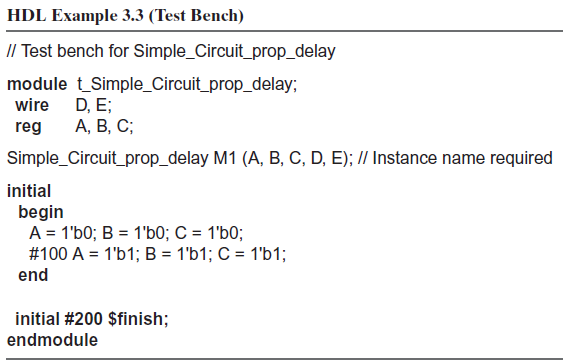 HDL Example 3.3 (Test Bench)
// Test bench for Simple_Circuit_prop_delay
module t_Simple_Circuit_prop_delay;
wire D, E;
reg A, B, C;
Simple_Circuit_prop_delay M1 (A, B, C, D, E); // Instance name required
initial
begin
A = 1'b0; B = 1'b0; C = 1'b0;
#100 A = 1'b1; B = 1'b1; C = 1'b1;
end
initial #200 $finish;
endmodule